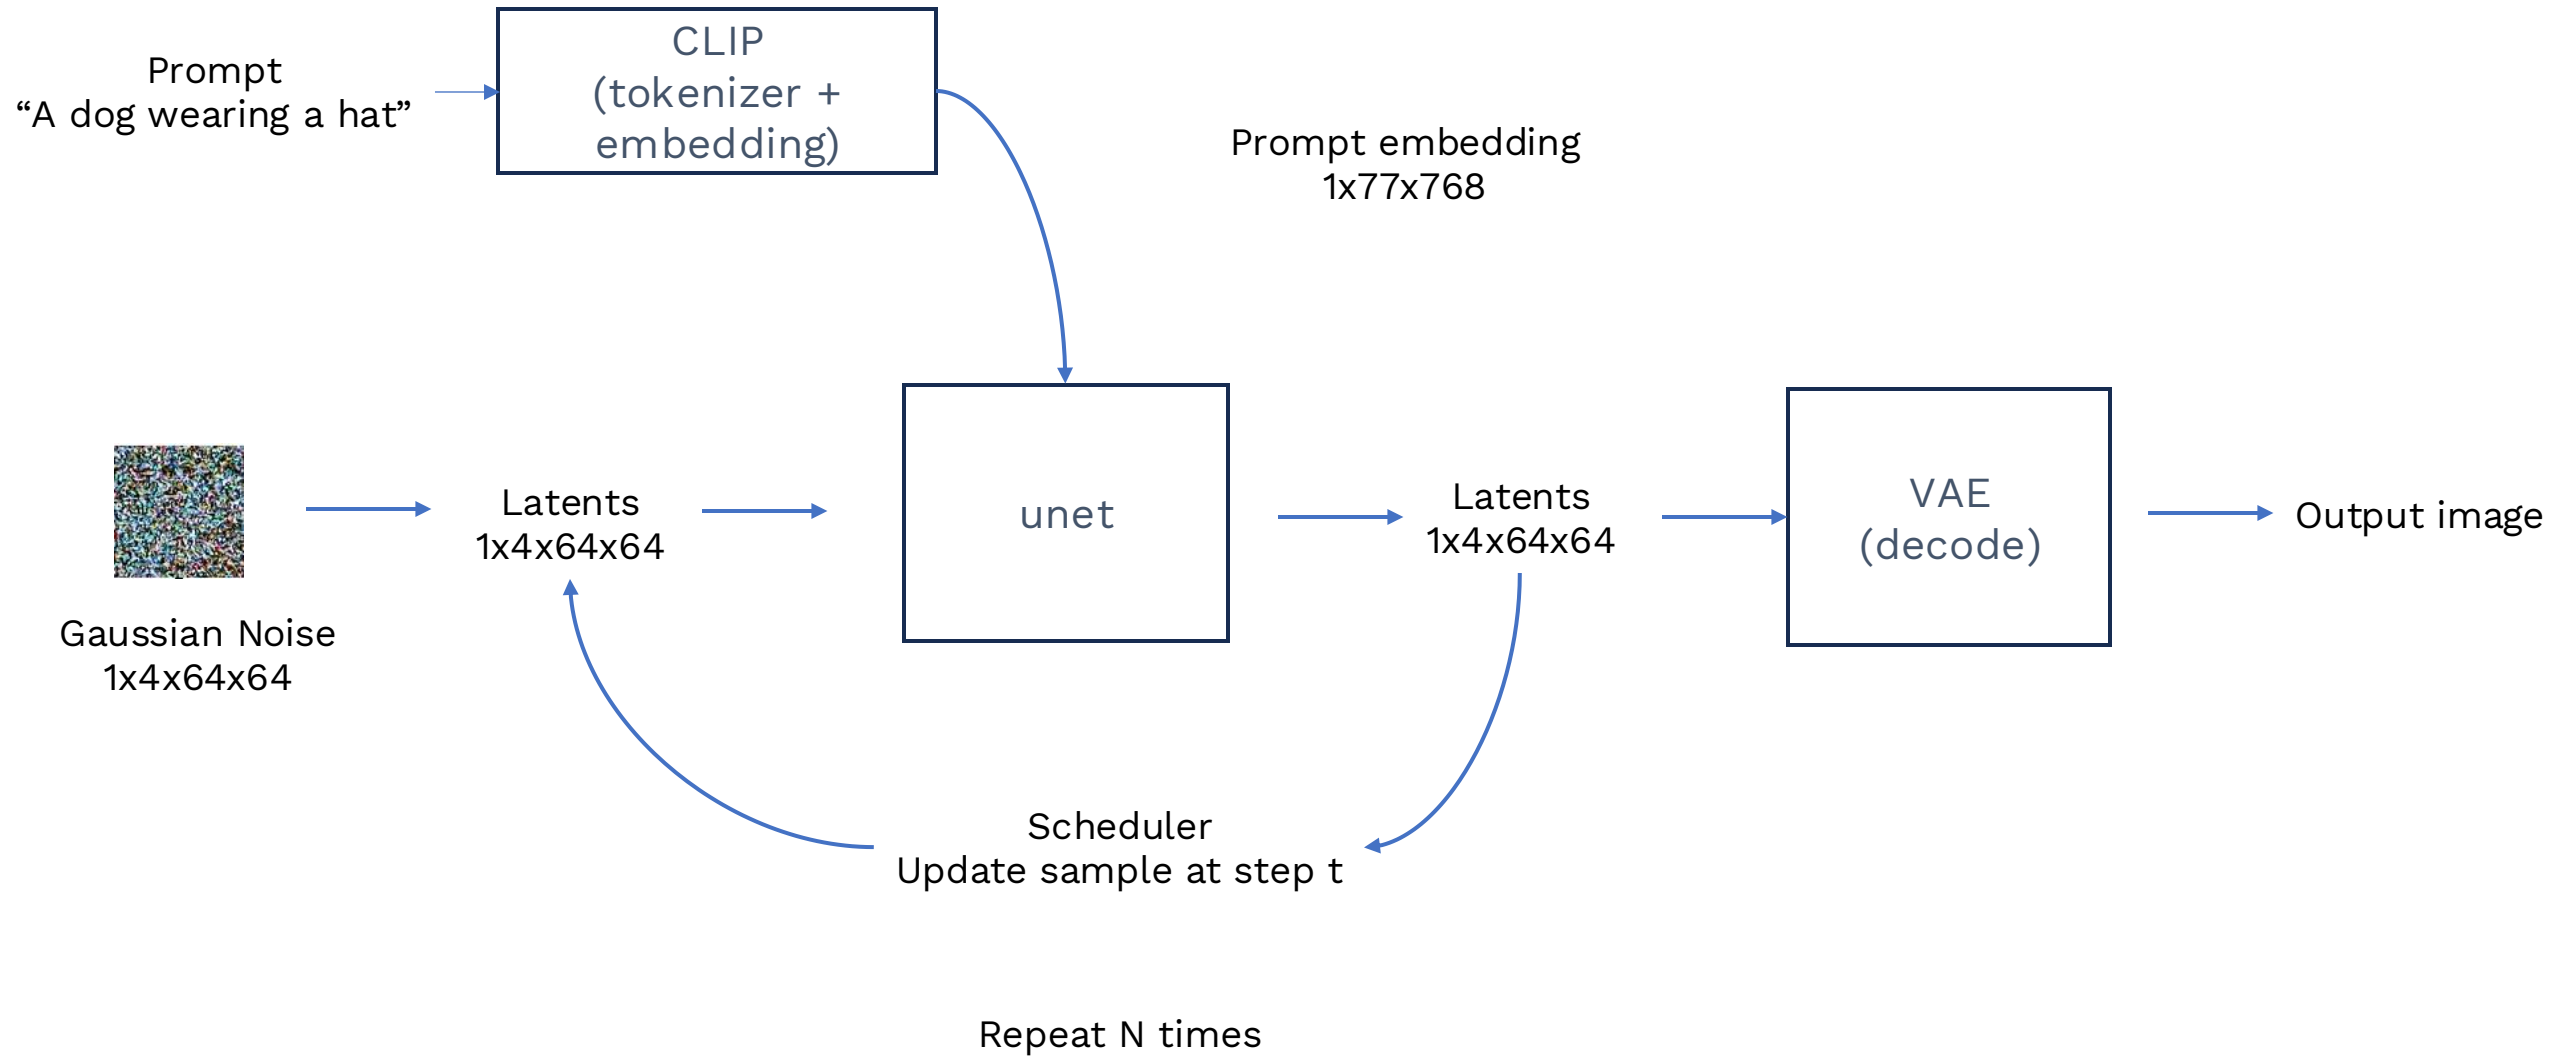 Prompt
“A dog wearing a hat”
CLIP
(tokenizer +
embedding)
Prompt embedding
1x77x768
Gaussian Noise
1x4x64x64
Latents
1x4x64x64
unet
Latents
1x4x64x64
VAE
(decode)
Output image
Scheduler
Update sample at step t
Repeat N times